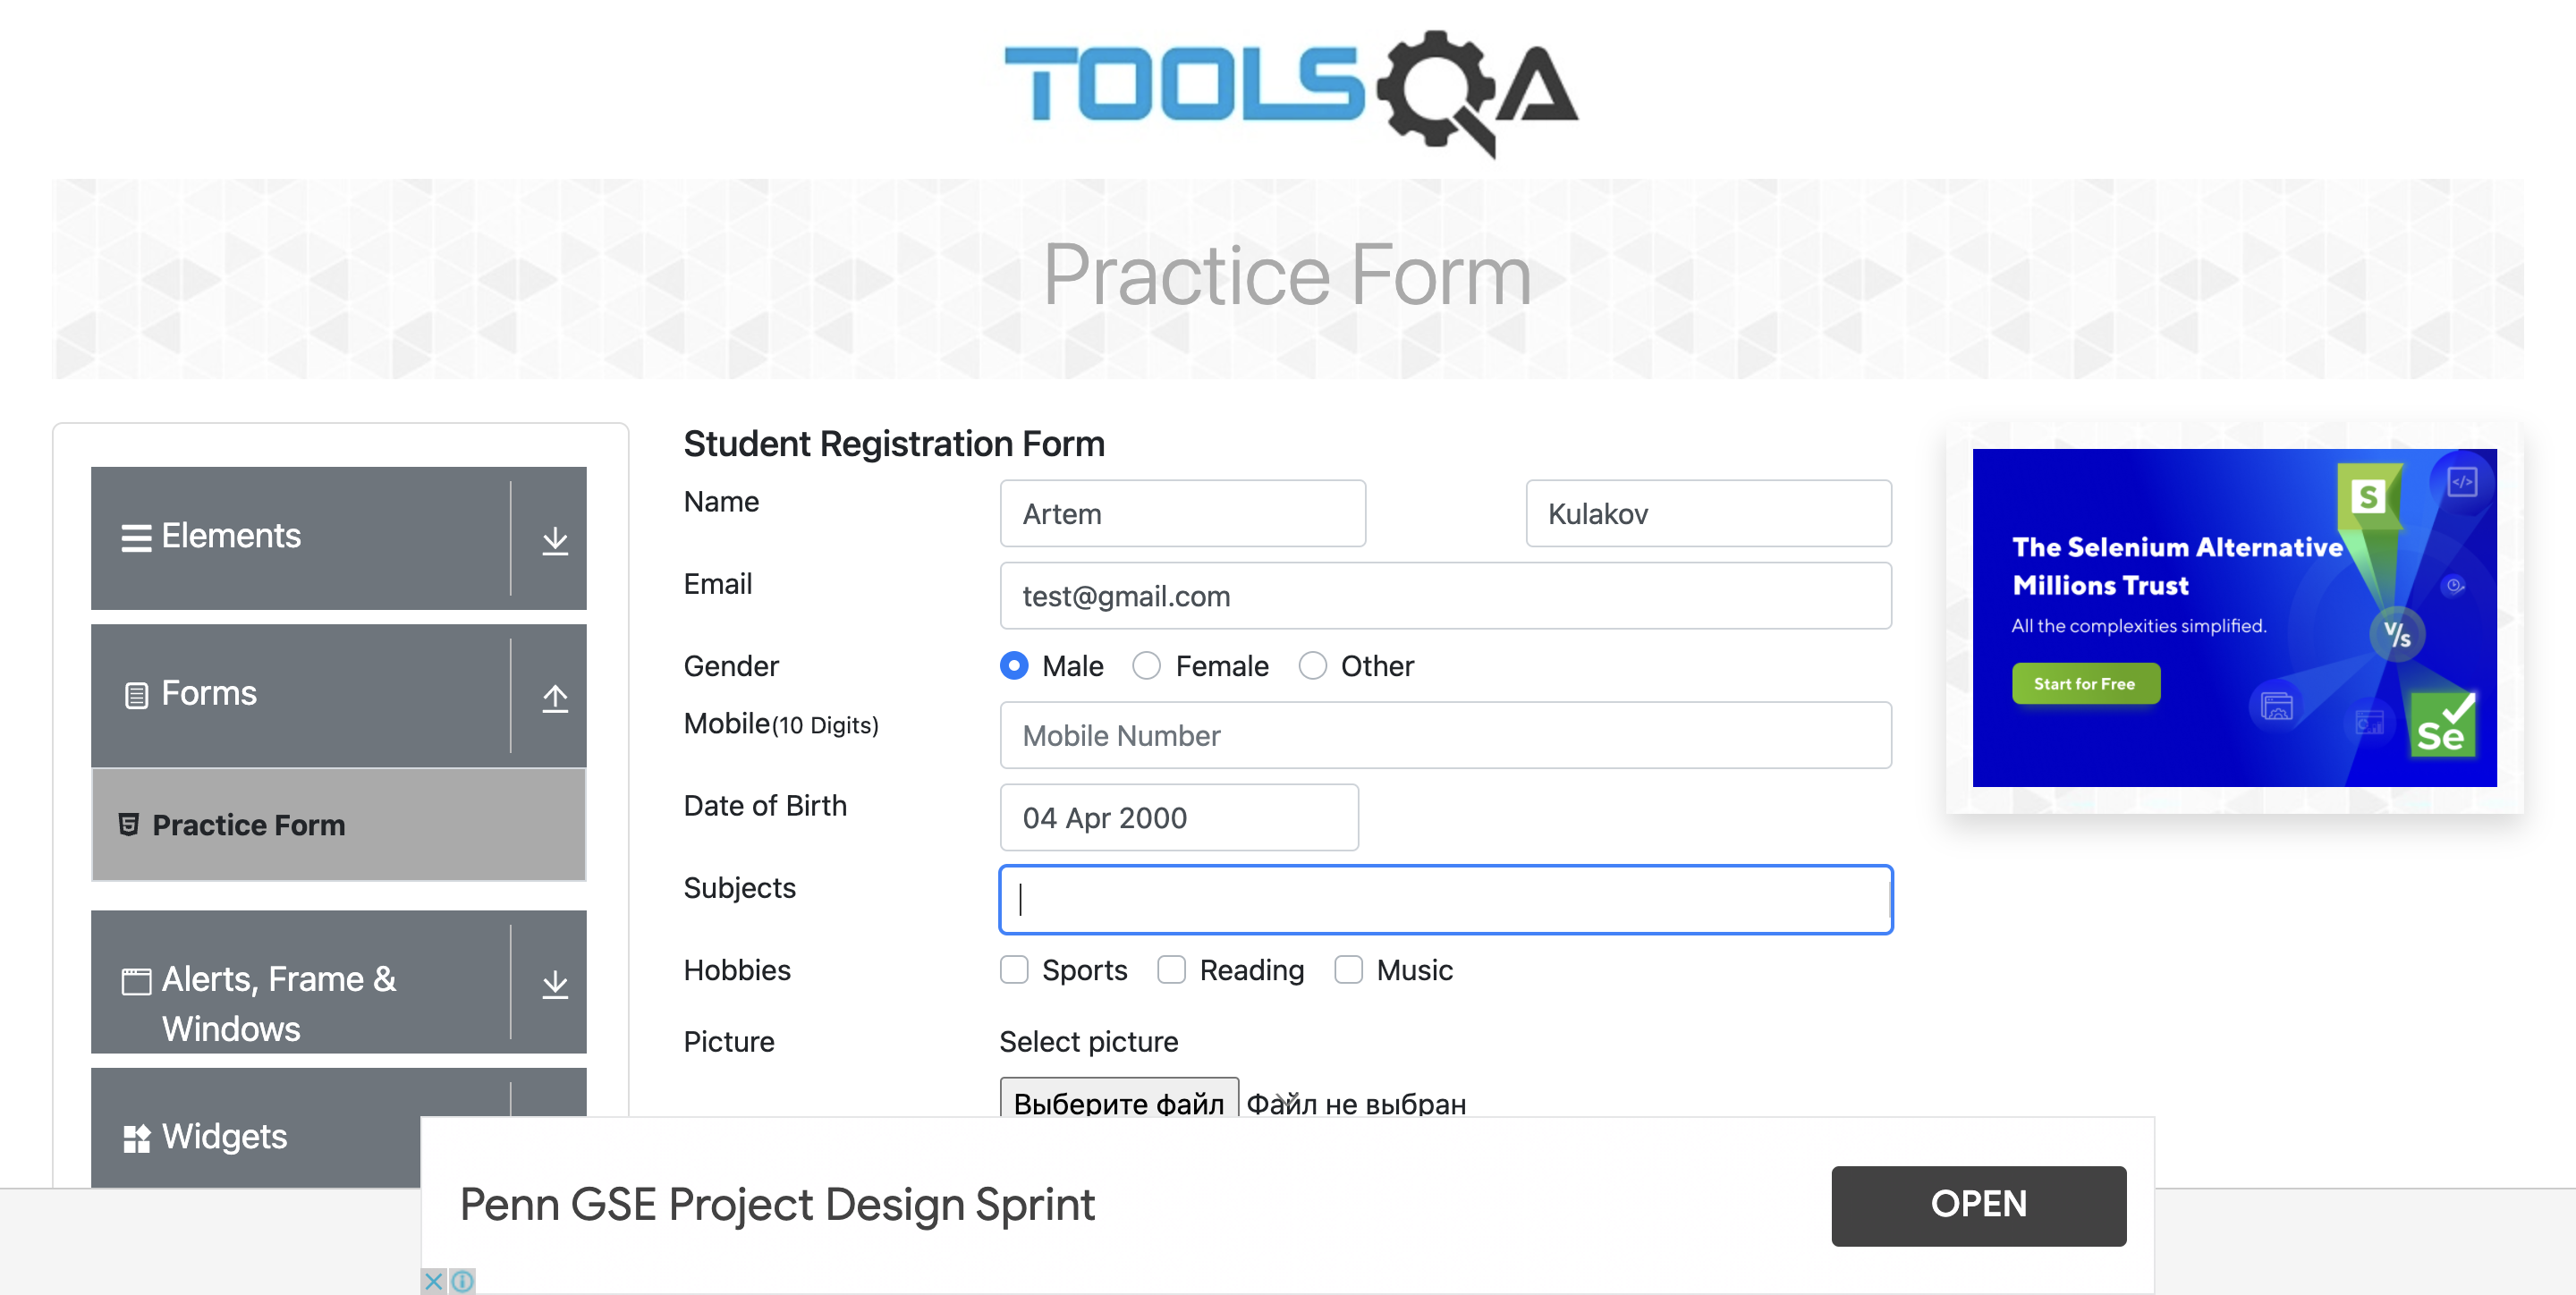 TOOLSQA
Practice Form
Elements
Forms
Practice Form
Alerts, Frame &
Windows
Widgets
Student Registration Form
Name
Artem
Kulakov
Email
test@gmail.com
Gender
Male
Female
Other
Mobile(10 Digits)
Mobile Number
Date of Birth
04 Apr 2000
Subjects
Hobbies
Sports
Reading
Music
Picture
Select picture
Выберите файл
Файл не выбран
S
</>
The Selenium Alternative
Millions Trust
All the complexities simplified.
V/s
Start for Free
Se
Penn GSE Project Design Sprint
OPEN